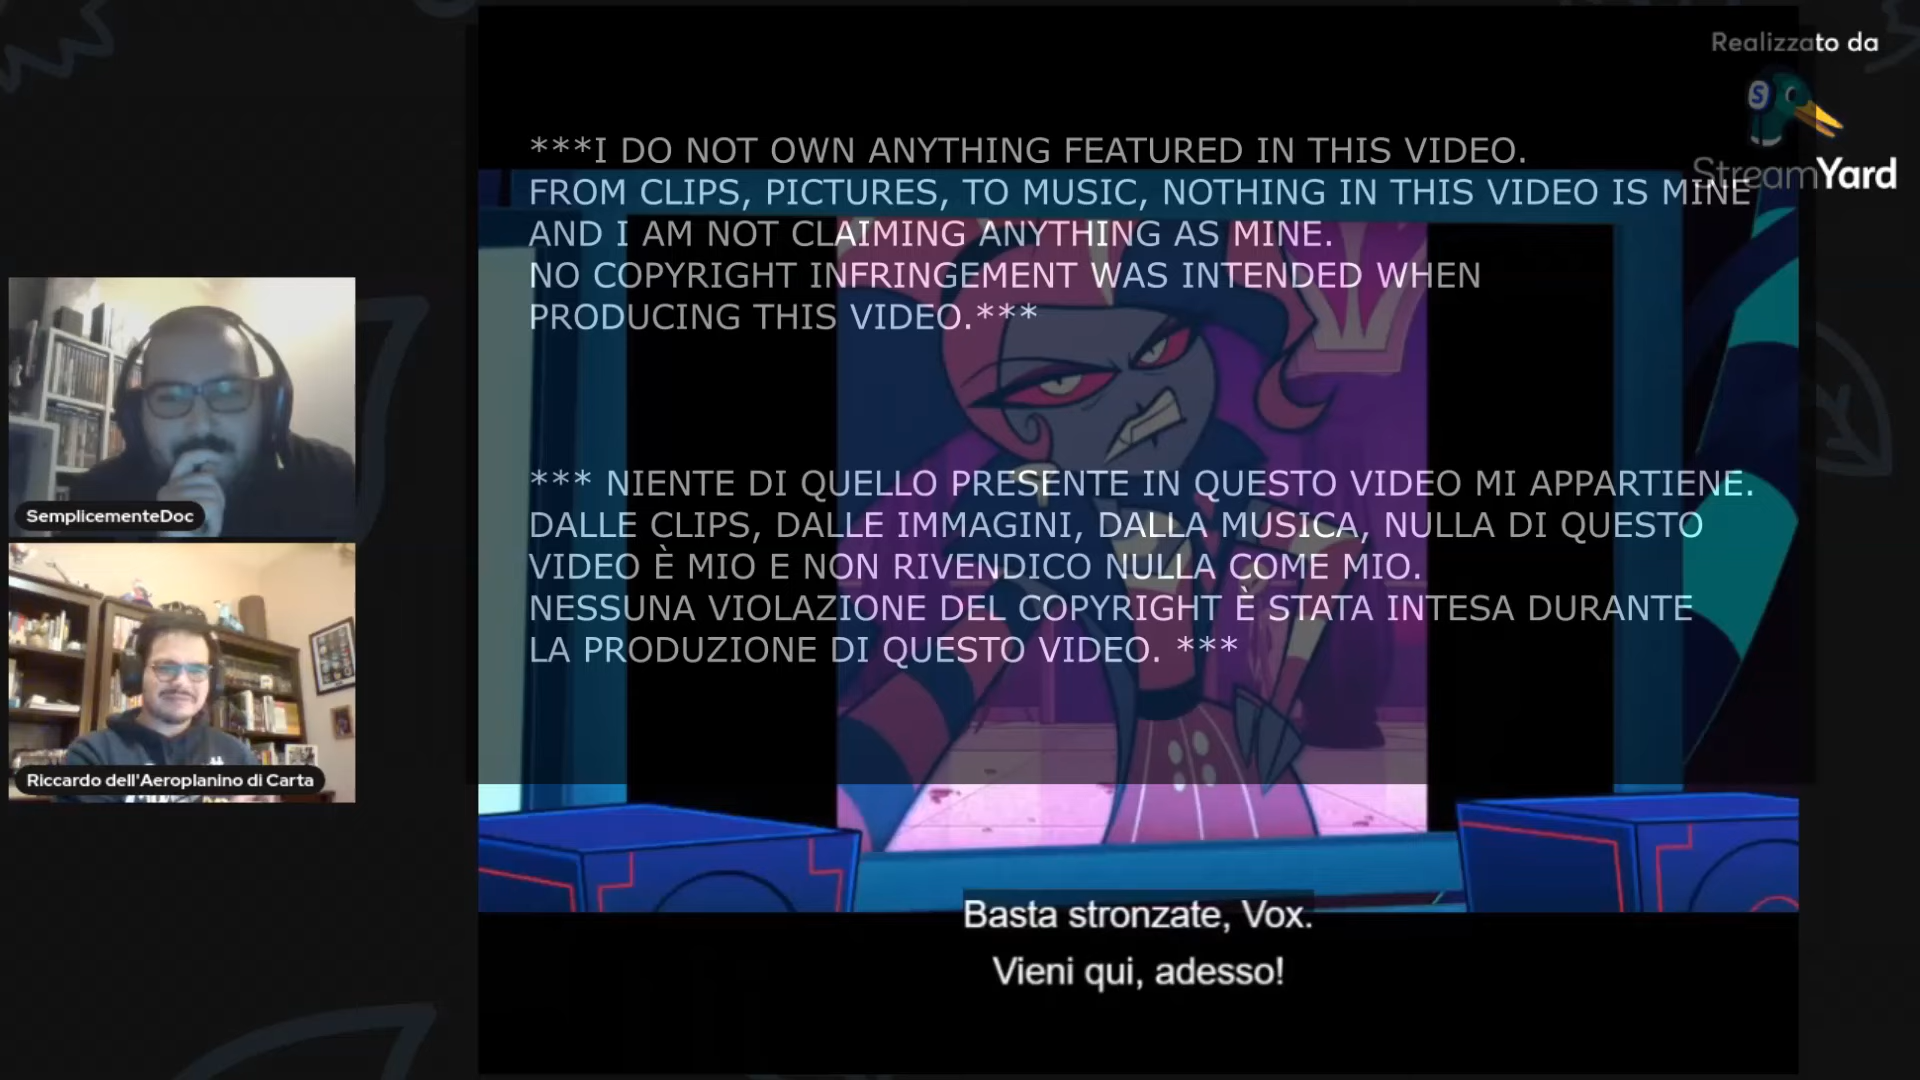 Realizzato da
StreamYard
***I DO NOT OWN ANYTHING FEATURED IN THIS VIDEO.
FROM CLIPS, PICTURES, TO MUSIC, NOTHING IN THIS VIDEO IS MINE
AND I AM NOT CLAIMING ANYTHING AS MINE.
NO COPYRIGHT INFRINGEMENT WAS INTENDED WHEN
PRODUCING THIS VIDEO.***
*** NIENTE DI QUELLO PRESENTE IN QUESTO VIDEO MI APPARTIENE.
DALLE CLIPS, DALLE IMMAGINI, DALLA MUSICA, NULLA DI QUESTO
VIDEO È MIO E NON RIVENDICO NULLA COME MIO.
NESSUNA VIOLAZIONE DEL COPYRIGHT È STATA INTESA DURANTE
LA PRODUZIONE DI QUESTO VIDEO. ***
SemplicementeDoc
Riccardo dell'Aeroplanino di Carta
Basta stronzate, Vox.
Vieni qui, adesso!